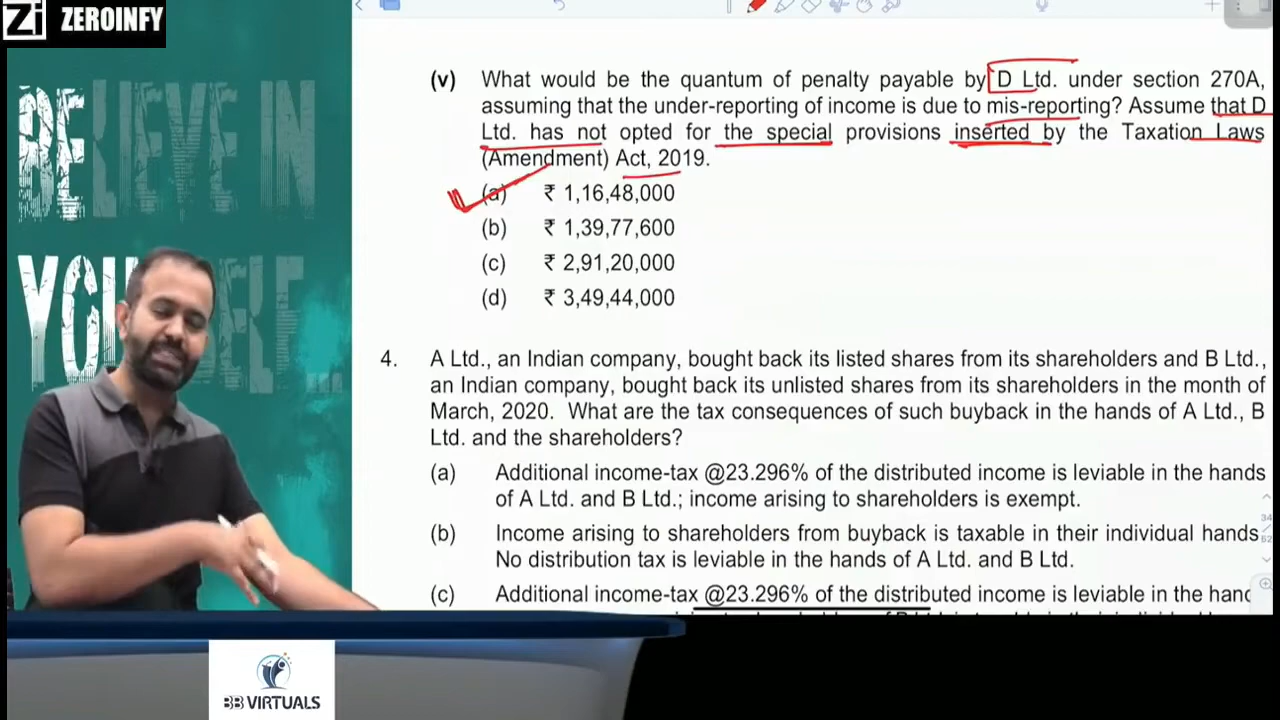 Zi ZEROINFY
BELIEVE IN
YOURSELF...
(v) What would be the quantum of penalty payable by D Ltd. under section 270A,
assuming that the under-reporting of income is due to mis-reporting? Assume that D
Ltd. has not opted for the special provisions inserted by the Taxation Laws
(Amendment) Act, 2019.
(a) ₹ 1,16,48,000
(b) ₹ 1,39,77,600
(c) ₹ 2,91,20,000
(d) ₹ 3,49,44,000
4. A Ltd., an Indian company, bought back its listed shares from its shareholders and B Ltd.,
an Indian company, bought back its unlisted shares from its shareholders in the month of
March, 2020. What are the tax consequences of such buyback in the hands of A Ltd., B
Ltd. and the shareholders?
(a) Additional income-tax @23.296% of the distributed income is leviable in the hands
of A Ltd. and B Ltd.; income arising to shareholders is exempt.
(b) Income arising to shareholders from buyback is taxable in their individual hands
No distribution tax is leviable in the hands of A Ltd. and B Ltd.
(c) Additional income-tax @23.296% of the distributed income is leviable in the hand
34
62
BB VIRTUALS